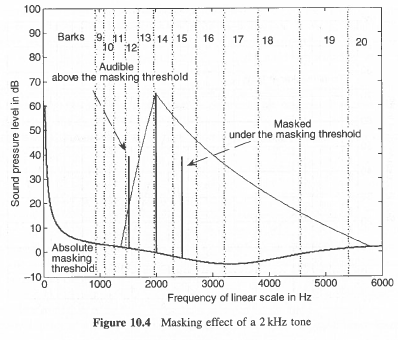 100
90
80
70
60
50
40
30
20
10
0
−10
Sound pressure level in dB
Barks 9 10 11 12 13 14 15 16 17 18 19 20
Audible
above the masking threshold
Masked
under the masking threshold
Absolute
masking
threshold
0 1000 2000 3000 4000 5000 6000
Frequency of linear scale in Hz
Figure 10.4 Masking effect of a 2 kHz tone